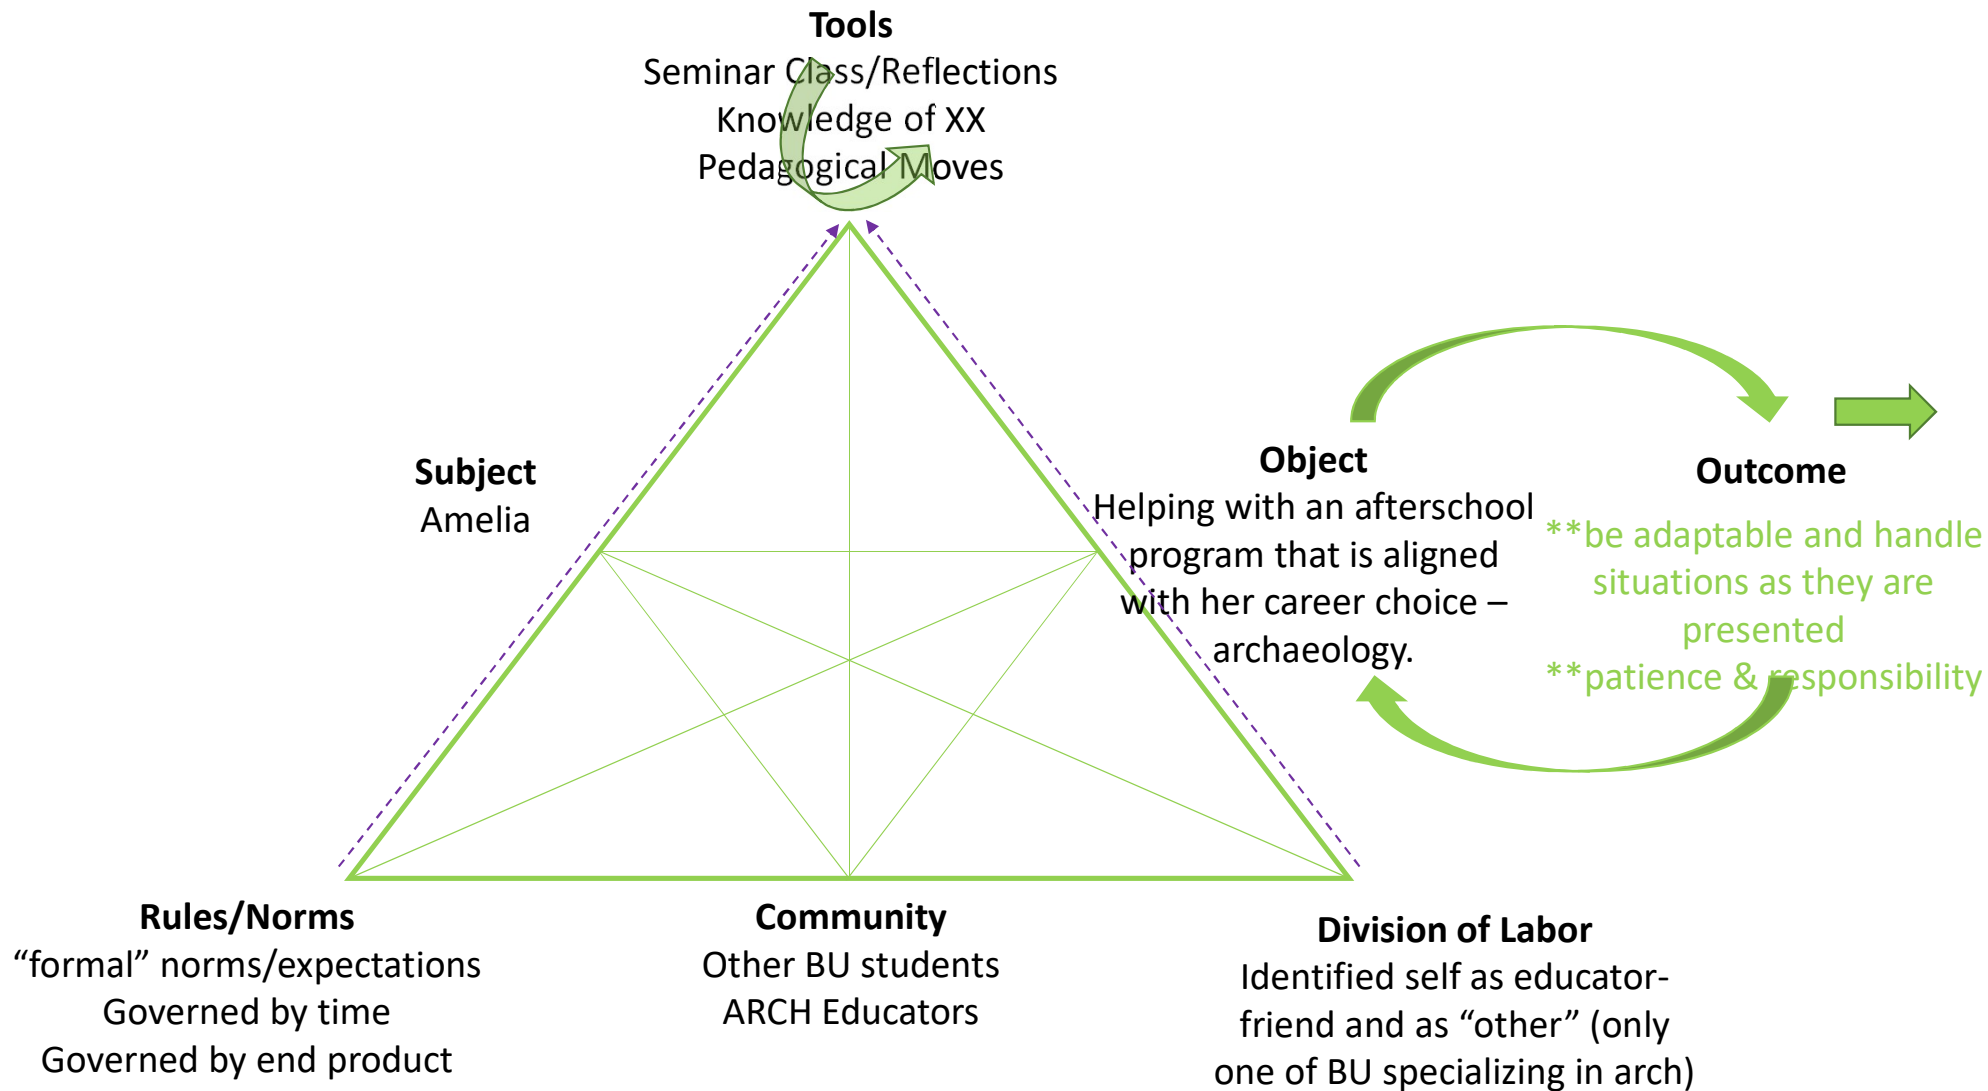 Tools
Seminar Class/Reflections
Knowledge of XX
Pedagogical Moves
Subject
Amelia
Object
Helping with an afterschool
program that is aligned
with her career choice –
archaeology.
Outcome
**be adaptable and handle
situations as they are
presented
**patience & responsibility
Rules/Norms
“formal” norms/expectations
Governed by time
Governed by end product
Community
Other BU students
ARCH Educators
Division of Labor
Identified self as educator-
friend and as “other” (only
one of BU specializing in arch)